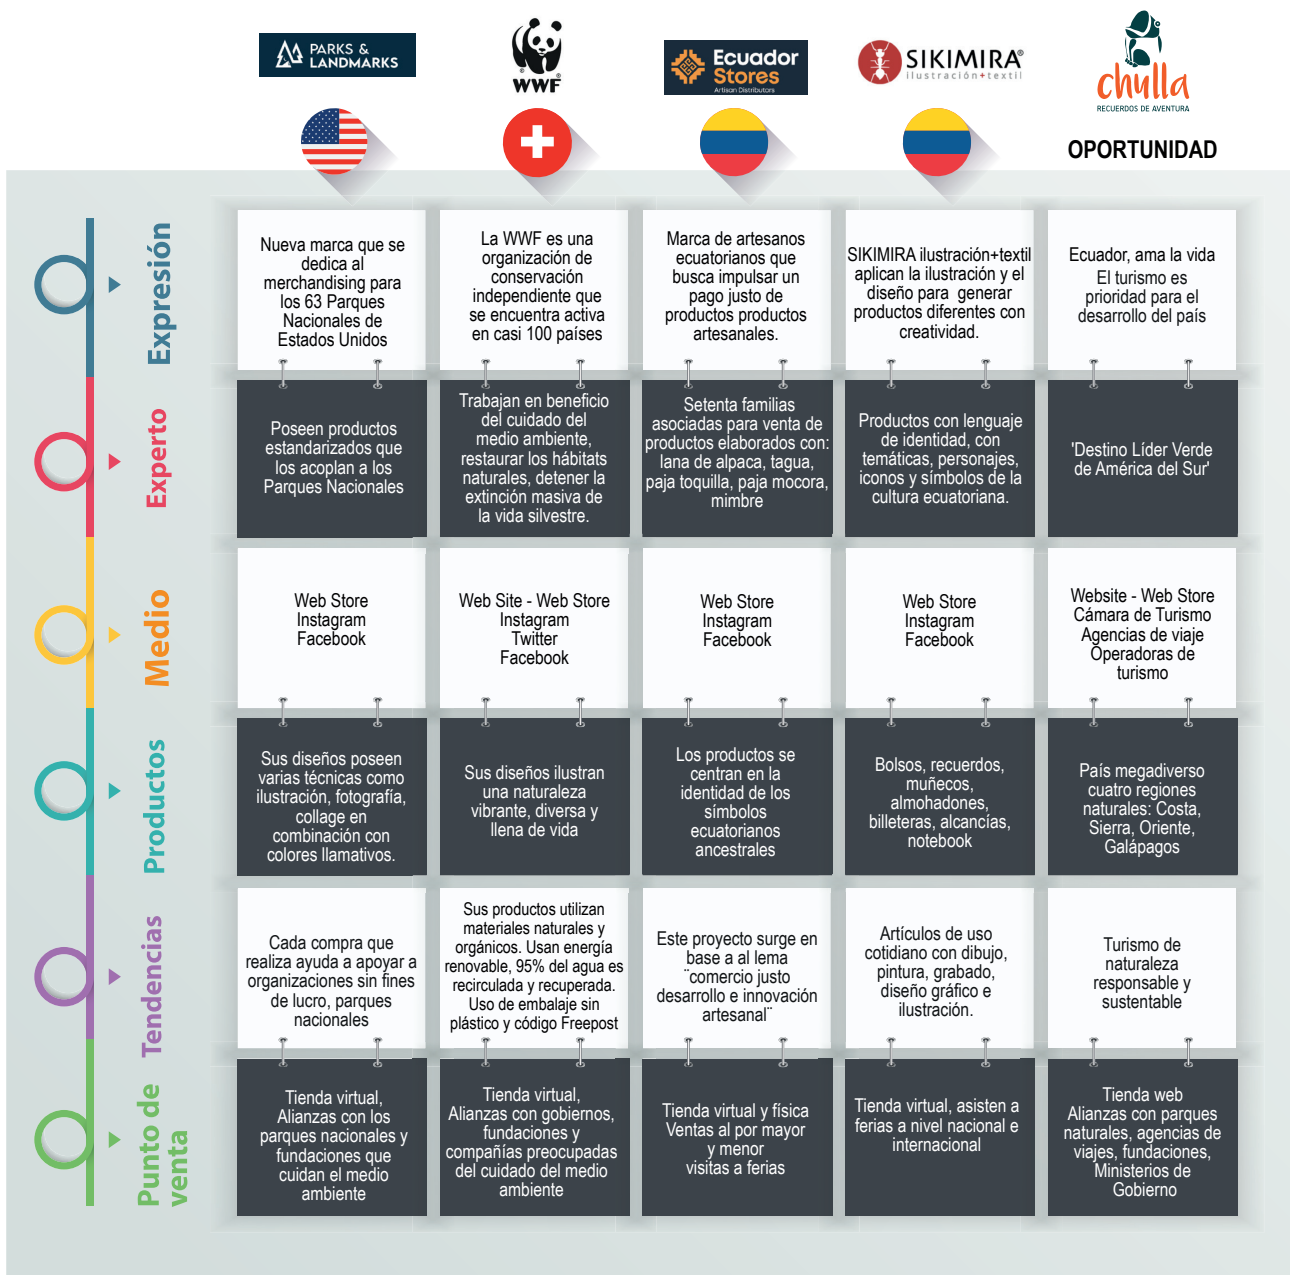 PARKS &
LANDMARKS
WWF
Ecuador
Stores
Artisan Distributors
SIKIMIRA®
ilustración+textil
chulla
RECUERDOS DE AVENTURA
OPORTUNIDAD
Expresión
Nueva marca que se
dedica al
merchandising para
los 63 Parques
Nacionales de
Estados Unidos
La WWF es una
organización de
conservación
independiente que
se encuentra activa
en casi 100 países
Marca de artesanos
ecuatorianos que
busca impulsar un
pago justo de
productos productos
artesanales.
SIKIMIRA ilustración+textil
aplican la ilustración y el
diseño para generar
productos diferentes con
creatividad.
Ecuador, ama la vida
El turismo es
prioridad para el
desarrollo del país
Experto
Poseen productos
estandarizados que
los acoplan a los
Parques Nacionales
Trabajan en beneficio
del cuidado del
medio ambiente,
restaurar los hábitats
naturales, detener la
extinción masiva de
la vida silvestre.
Setenta familias
asociadas para venta de
productos elaborados con:
lana de alpaca, tagua,
paja toquilla, paja mocora,
mimbre
Productos con lenguaje
de identidad, con
temáticas, personajes,
iconos y símbolos de la
cultura ecuatoriana.
'Destino Líder Verde
de América del Sur'
Medio
Web Store
Instagram
Facebook
Web Site - Web Store
Instagram
Twitter
Facebook
Web Store
Instagram
Facebook
Web Store
Instagram
Facebook
Website - Web Store
Cámara de Turismo
Agencias de viaje
Operadoras de
turismo
Productos
Sus diseños poseen
varias técnicas como
ilustración, fotografía,
collage en
combinación con
colores llamativos.
Sus diseños ilustran
una naturaleza
vibrante, diversa y
llena de vida
Los productos se
centran en la
identidad de los
símbolos
ecuatorianos
ancestrales
Bolsos, recuerdos,
muñecos,
almohadones,
billeteras, alcancías,
notebook
País megadiverso
cuatro regiones
naturales: Costa,
Sierra, Oriente,
Galápagos
Tendencias
Cada compra que
realiza ayuda a apoyar a
organizaciones sin fines
de lucro, parques
nacionales
Sus productos utilizan
materiales naturales y
orgánicos. Usan energía
renovable, 95% del agua es
recirculada y recuperada.
Uso de embalaje sin
plástico y código Freepost
Este proyecto surge en
base a al lema
¨comercio justo
desarrollo e innovación
artesanal¨
Artículos de uso
cotidiano con dibujo,
pintura, grabado,
diseño gráfico e
ilustración.
Turismo de
naturaleza
responsable y
sustentable
Punto de
venta
Tienda virtual,
Alianzas con los
parques nacionales y
fundaciones que
cuidan el medio
ambiente
Tienda virtual,
Alianzas con gobiernos,
fundaciones y
compañías preocupadas
del cuidado del medio
ambiente
Tienda virtual y física
Ventas al por mayor
y menor
visitas a ferias
Tienda virtual, asisten a
ferias a nivel nacional e
internacional
Tienda web
Alianzas con parques
naturales, agencias de
viajes, fundaciones,
Ministerios de
Gobierno